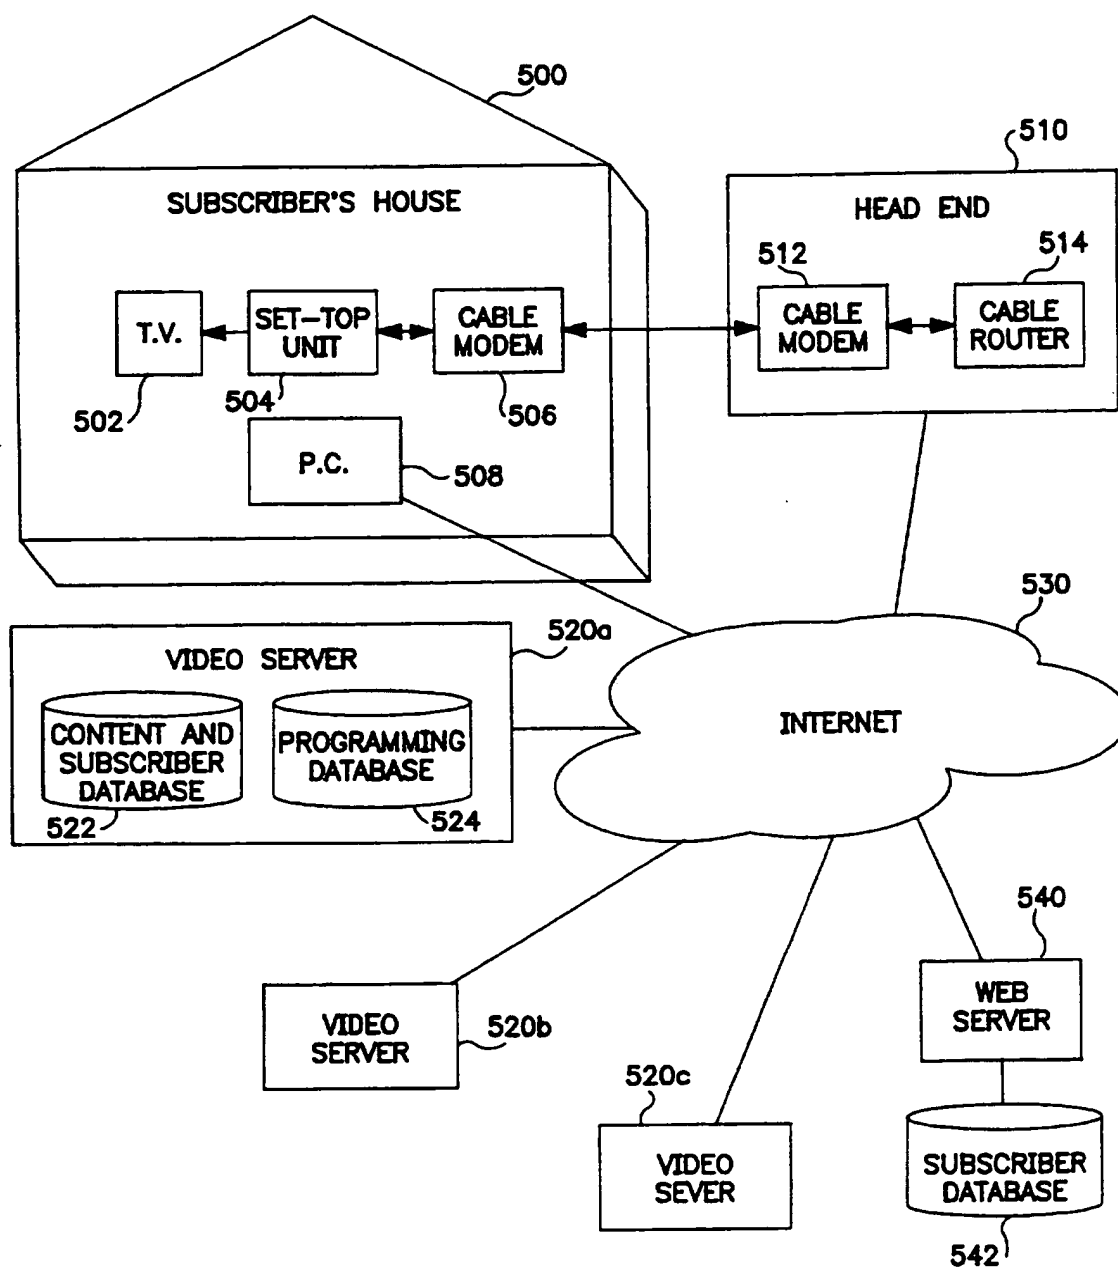 500
510
SUBSCRIBER'S HOUSE
HEAD END
512
514
T.V.
SET-TOP
UNIT
CABLE
MODEM
CABLE
MODEM
CABLE
ROUTER
502
504
506
P.C.
508
530
520a
VIDEO SERVER
CONTENT AND
SUBSCRIBER
DATABASE
PROGRAMMING
DATABASE
INTERNET
522
524
540
WEB
SERVER
VIDEO
SERVER
520b
520c
VIDEO
SEVER
SUBSCRIBER
DATABASE
542